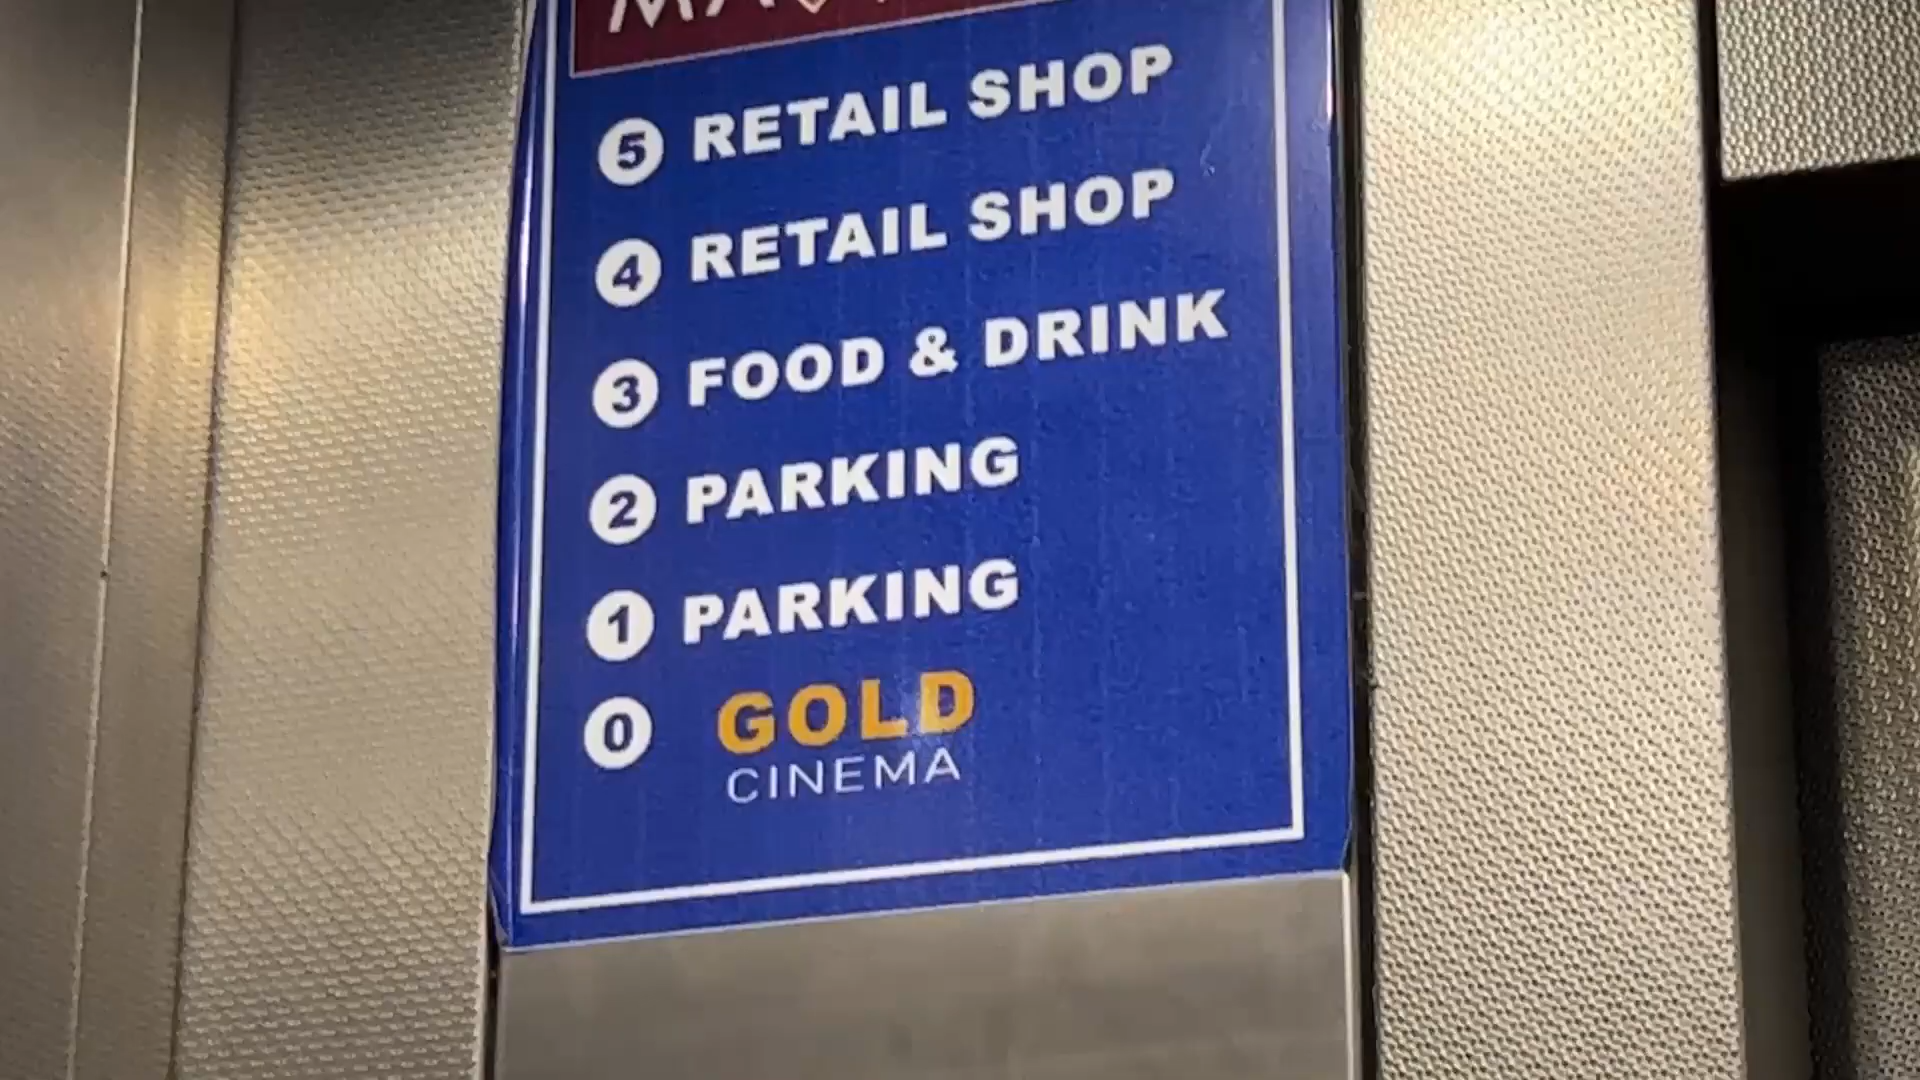 5 RETAIL SHOP
4 RETAIL SHOP
3 FOOD & DRINK
2 PARKING
1 PARKING
0 GOLD
CINEMA